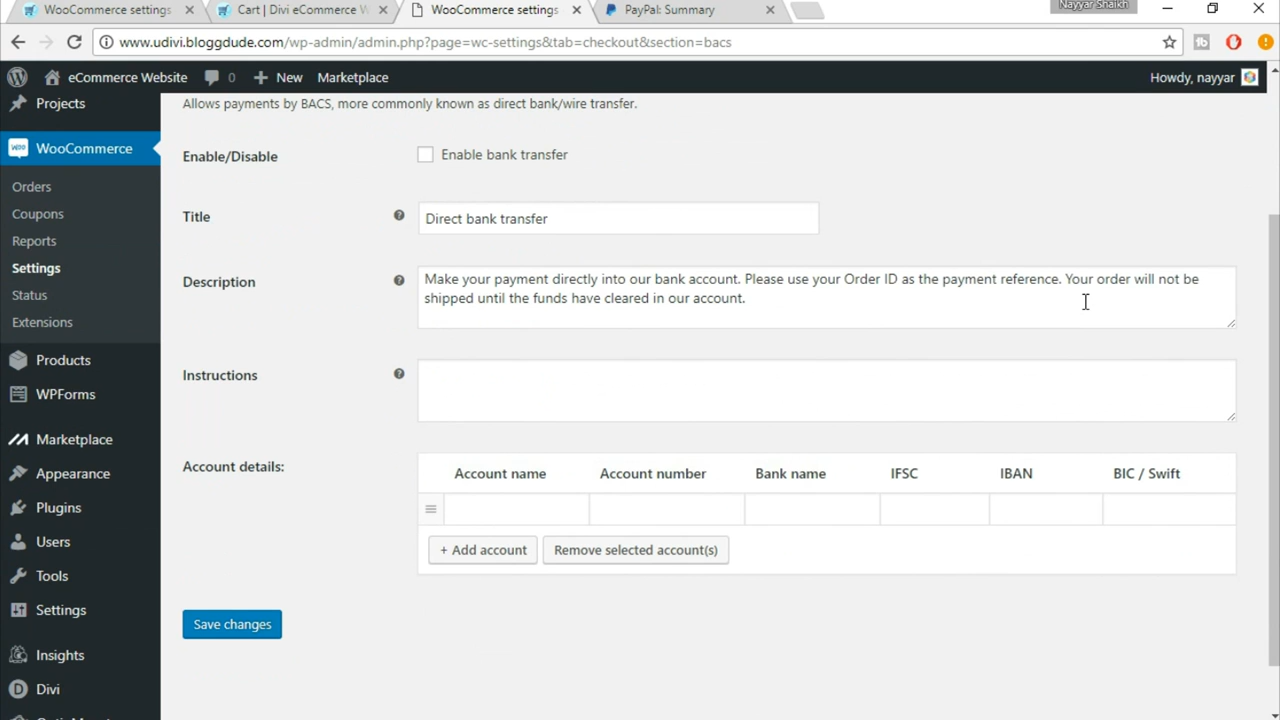 WooCommerce settings
Cart | Divi eCommerce W
WooCommerce settings
PayPal: Summary
Nayyar Shaikh
www.udivi.bloggdude.com/wp-admin/admin.php?page=wc-settings&tab=checkout&section=bacs
eCommerce Website 0 New Marketplace Howdy, nayyar
Projects
WooCommerce
Orders
Coupons
Reports
Settings
Status
Extensions
Products
WPForms
Marketplace
Appearance
Plugins
Users
Tools
Settings
Insights
Divi
Allows payments by BACS, more commonly known as direct bank/wire transfer.
Enable/Disable Enable bank transfer
Title Direct bank transfer
Description Make your payment directly into our bank account. Please use your Order ID as the payment reference. Your order will not be
shipped until the funds have cleared in our account.
Instructions
Account details: Account name Account number Bank name IFSC IBAN BIC / Swift
+ Add account Remove selected account(s)
Save changes